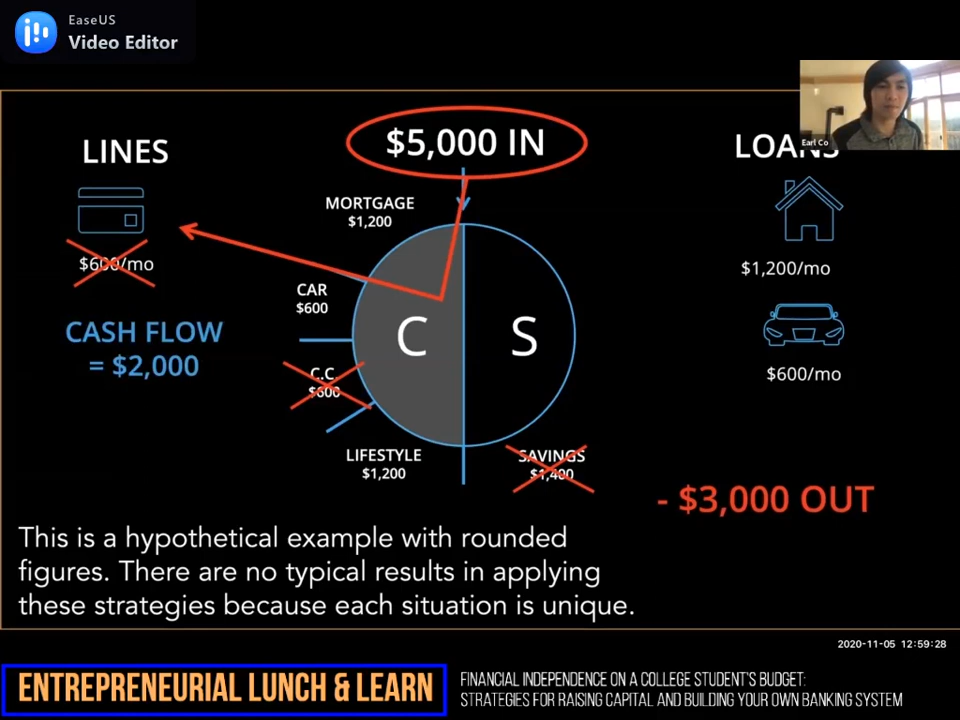 EaseUS
Video Editor
LINES
$5,000 IN
LOANS
Earl Co
MORTGAGE
$1,200
$600/mo
$1,200/mo
CAR
$600
CASH FLOW
= $2,000
C
S
C.C.
$600
$600/mo
LIFESTYLE
$1,200
SAVINGS
$1,400
- $3,000 OUT
This is a hypothetical example with rounded
figures. There are no typical results in applying
these strategies because each situation is unique.
2020-11-05 12:59:28
ENTREPRENEURIAL LUNCH & LEARN
FINANCIAL INDEPENDENCE ON A COLLEGE STUDENT'S BUDGET:
STRATEGIES FOR RAISING CAPITAL AND BUILDING YOUR OWN BANKING SYSTEM